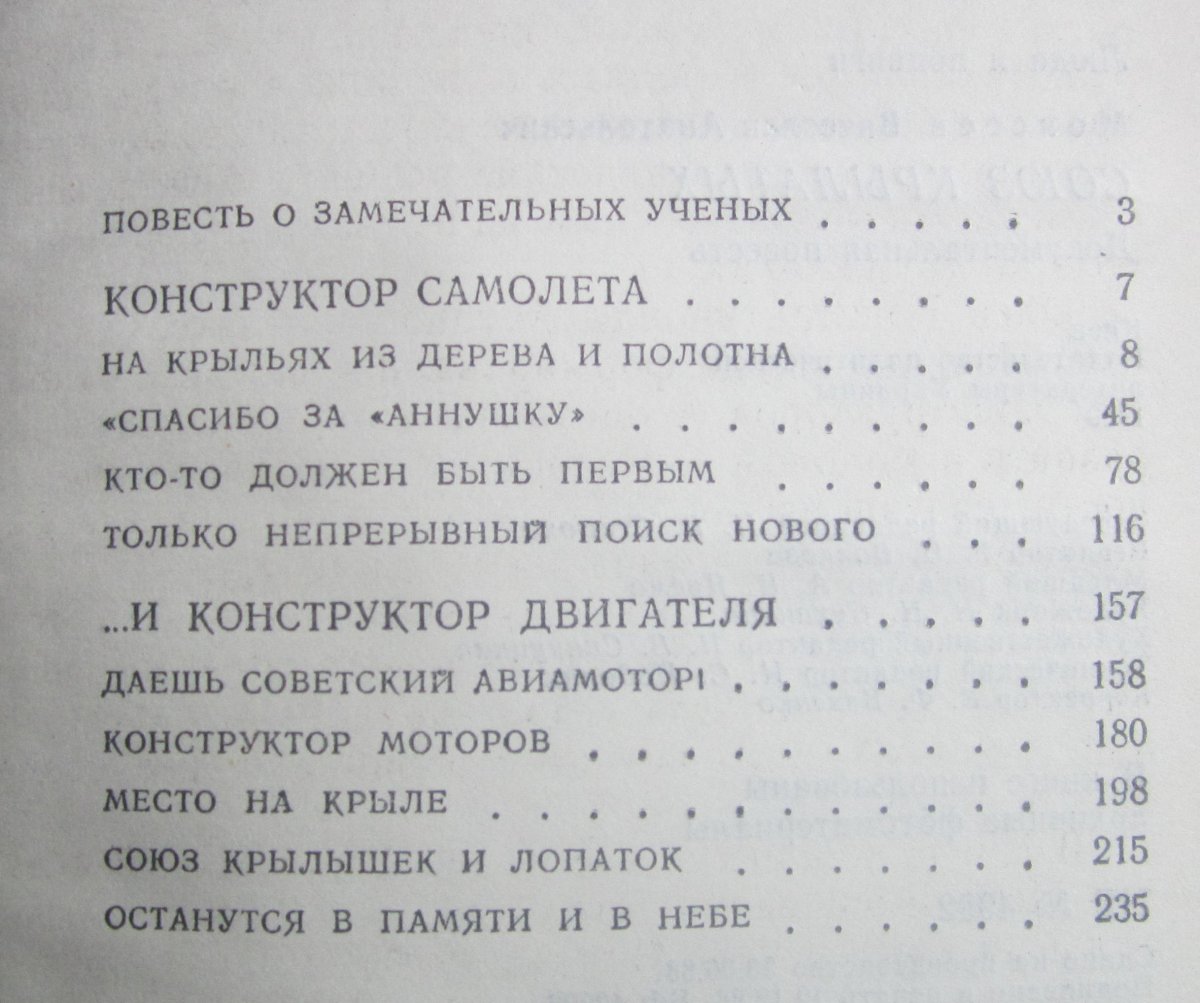 ПОВЕСТЬ О ЗАМЕЧАТЕЛЬНЫХ УЧЕНЫХ . . . . . 3
КОНСТРУКТОР САМОЛЕТА . . . . . . . . 7
НА КРЫЛЬЯХ ИЗ ДЕРЕВА И ПОЛОТНА . . . . . 8
«СПАСИБО ЗА «АННУШКУ» . . . . . . . . . 45
КТО-ТО ДОЛЖЕН БЫТЬ ПЕРВЫМ . . . . . . 78
ТОЛЬКО НЕПРЕРЫВНЫЙ ПОИСК НОВОГО . . . 116
...И КОНСТРУКТОР ДВИГАТЕЛЯ . . . . . 157
ДАЕШЬ СОВЕТСКИЙ АВИАМОТОР! . . . . . . . 158
КОНСТРУКТОР МОТОРОВ . . . . . . . . . . 180
МЕСТО НА КРЫЛЕ . . . . . . . . . . . . 198
СОЮЗ КРЫЛЫШЕК И ЛОПАТОК . . . . . . . 215
ОСТАНУТСЯ В ПАМЯТИ И В НЕБЕ . . . . . . 235